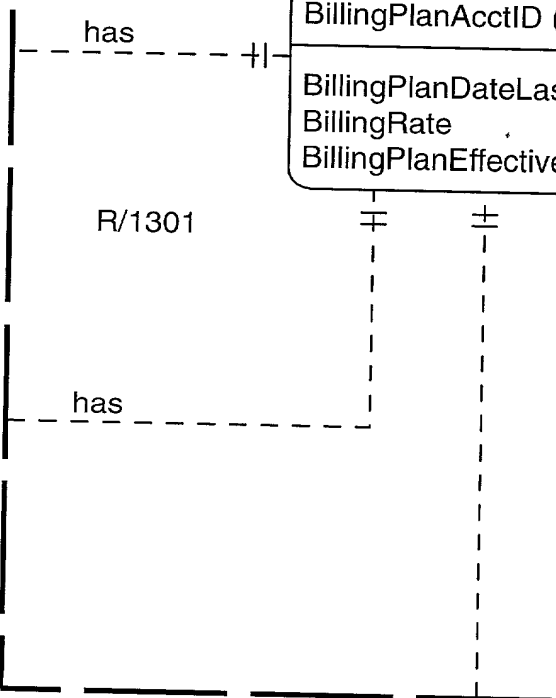 has
BillingPlanAcctID (
BillingPlanDateLas
BillingRate
BillingPlanEffective
R/1301
has